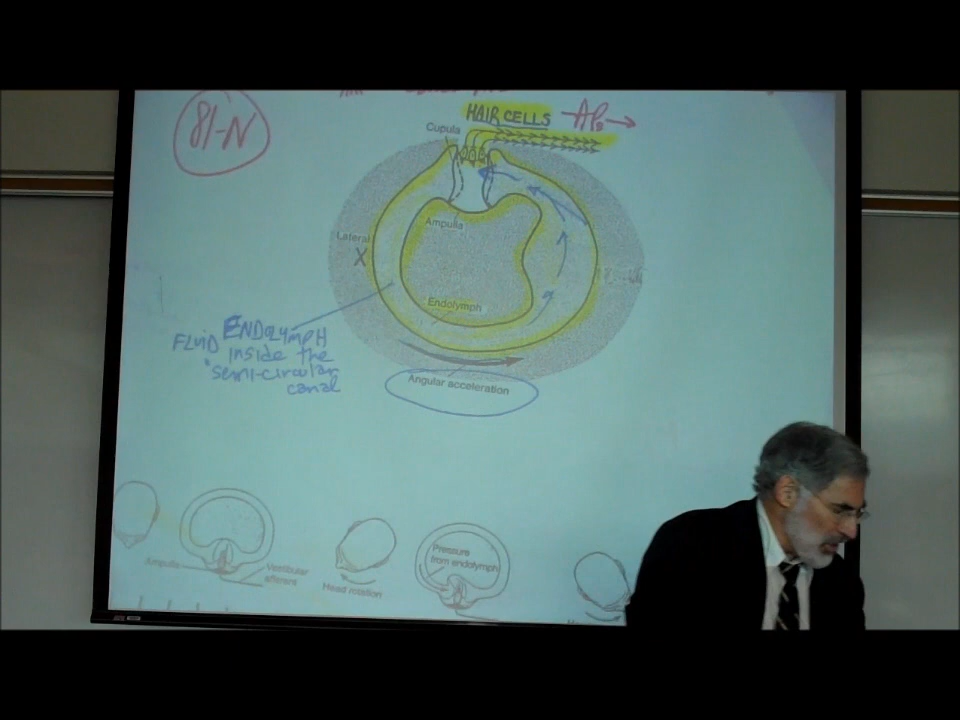 81-N
HAIR CELLS APs
Cupula
Ampulla
Lateral
X
Endolymph
FLUID ENDOLYMPH
inside the
semi-circular
canal
Angular acceleration
Ampulla
Vestibular
afferent
Head rotation
Pressure
from endolymph